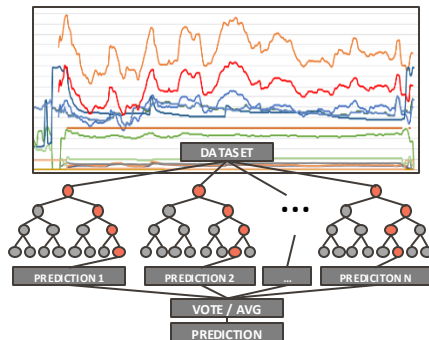 DATASET
PREDICTION 1
PREDICTION 2
...
PREDICITON N
VOTE / AVG
PREDICTION